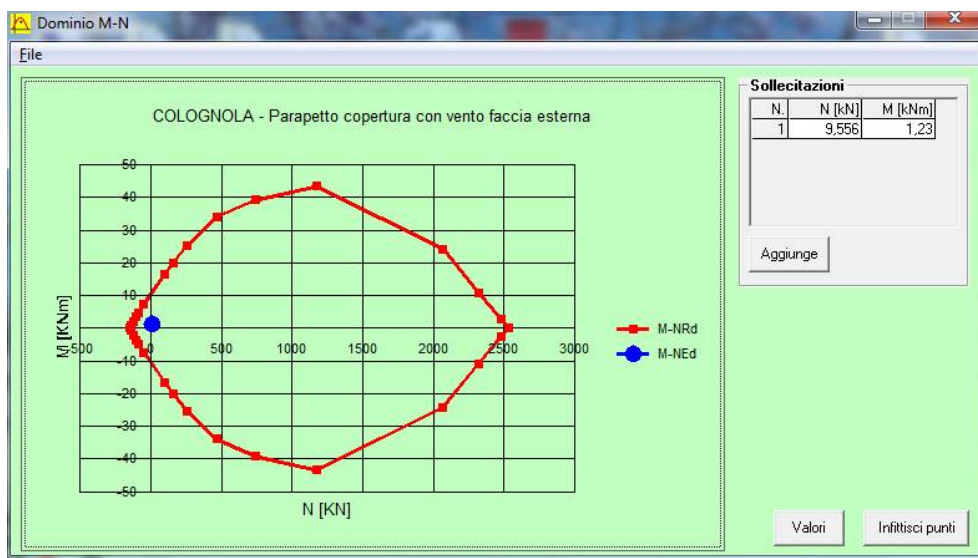 Dominio M-N
File
COLOGNOLA - Parapetto copertura con vento faccia esterna
50
40
30
20
10
-10
-20
-30
-40
-50
M [KNm]
-500 0 500 1000 1500 2000 2500 3000
N [KN]
M-NRd
M-NEd
Sollecitazioni
N. N [kN] M [kNm]
1 9,556 1,23
Aggiunge
Valori
Infittisci punti